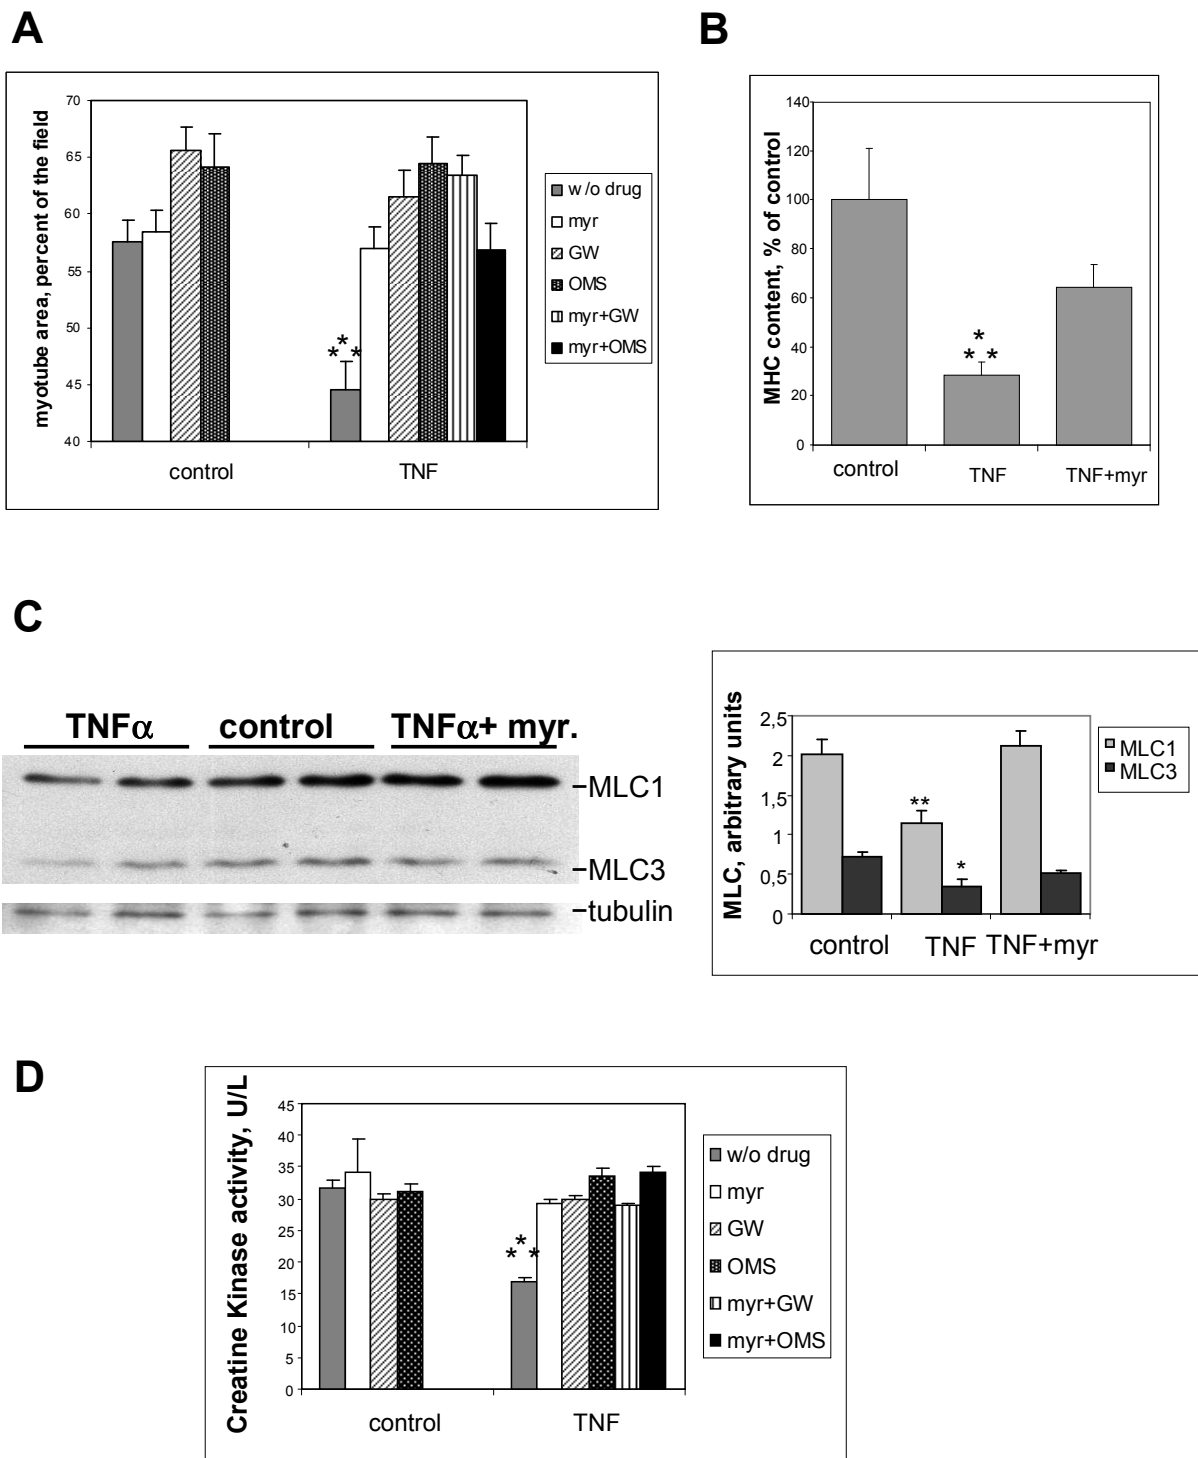 A
B
myotube area, percent of the field
70
65
60
55
50
45
40
***
control
TNF
w/o drug
myr
GW
OMS
myr+GW
myr+OMS
MHC content, % of control
140
120
100
80
60
40
20
0
***
control
TNF
TNF+myr
C
TNFα control TNFα+ myr.
MLC1
MLC3
tubulin
MLC, arbitrary units
2,5
2
1,5
1
0,5
0
**
*
control
TNF
TNF+myr
MLC1
MLC3
D
Creatine Kinase activity, U/L
45
40
35
30
25
20
15
10
5
0
***
control
TNF
w/o drug
myr
GW
OMS
myr+GW
myr+OMS